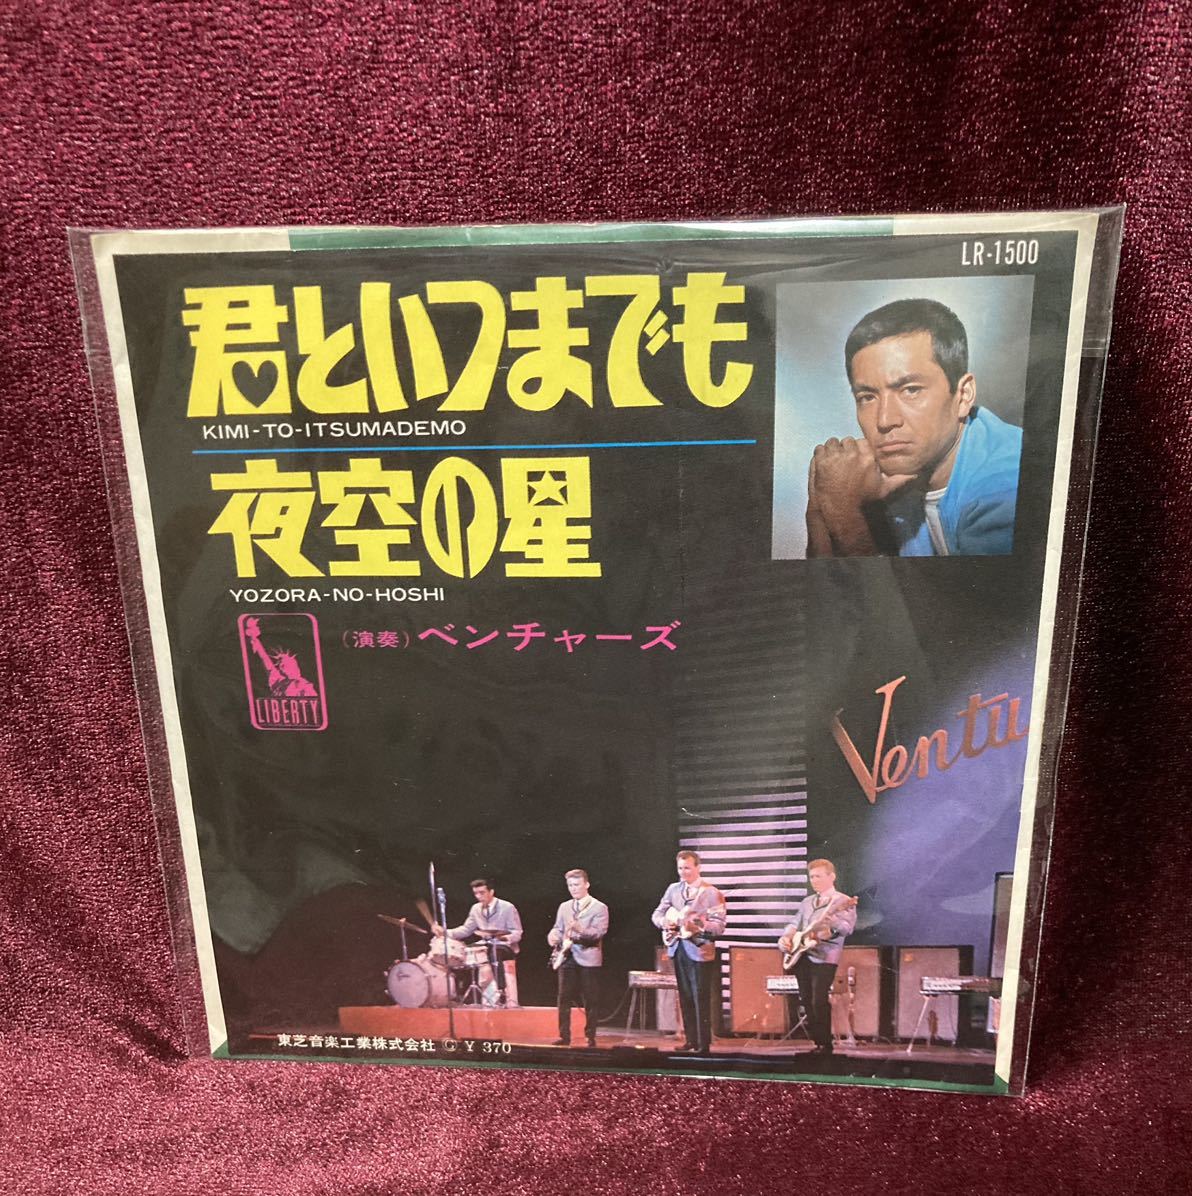 LR-1500
君といつまでも
KIMI-TO-ITSUMADEMO
夜空の星
YOZORA-NO-HOSHI
(演奏) ベンチャーズ
LIBERTY
Ventu
東芝音楽工業株式会社 Ⓖ ¥ 370